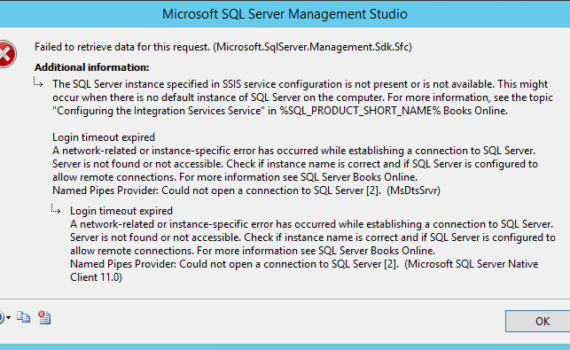 Microsoft SQL Server Management Studio
Failed to retrieve data for this request. (Microsoft.SqlServer.Management.Sdk.Sfc)
Additional information:
The SQL Server instance specified in SSIS service configuration is not present or is not available. This might
occur when there is no default instance of SQL Server on the computer. For more information, see the topic
"Configuring the Integration Services Service" in %SQL_PRODUCT_SHORT_NAME% Books Online.
Login timeout expired
A network-related or instance-specific error has occurred while establishing a connection to SQL Server.
Server is not found or not accessible. Check if instance name is correct and if SQL Server is configured to
allow remote connections. For more information see SQL Server Books Online.
Named Pipes Provider: Could not open a connection to SQL Server [2]. (MsDtsSrvr)
Login timeout expired
A network-related or instance-specific error has occurred while establishing a connection to SQL Server.
Server is not found or not accessible. Check if instance name is correct and if SQL Server is configured to
allow remote connections. For more information see SQL Server Books Online.
Named Pipes Provider: Could not open a connection to SQL Server [2]. (Microsoft SQL Server Native
Client 11.0)
OK